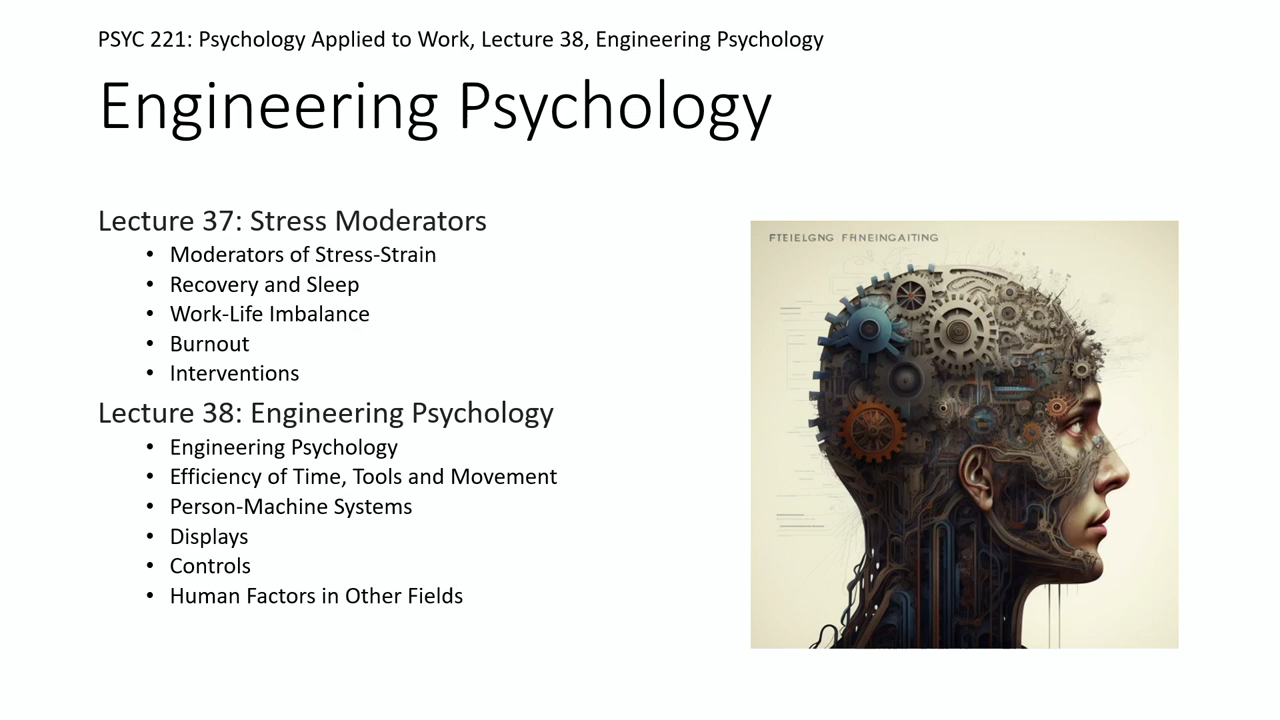 PSYC 221: Psychology Applied to Work, Lecture 38, Engineering Psychology
Engineering Psychology
Lecture 37: Stress Moderators
• Moderators of Stress-Strain
• Recovery and Sleep
• Work-Life Imbalance
• Burnout
• Interventions
Lecture 38: Engineering Psychology
• Engineering Psychology
• Efficiency of Time, Tools and Movement
• Person-Machine Systems
• Displays
• Controls
• Human Factors in Other Fields